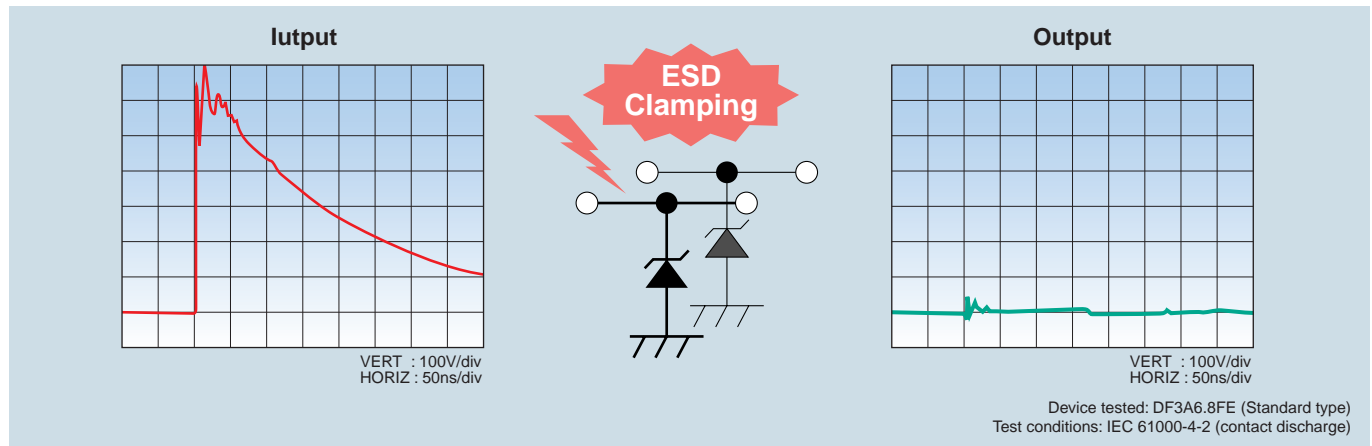 Iutput
ESD
Clamping
Output
VERT : 100V/div
HORIZ : 50ns/div
VERT : 100V/div
HORIZ : 50ns/div
Device tested: DF3A6.8FE (Standard type)
Test conditions: IEC 61000-4-2 (contact discharge)